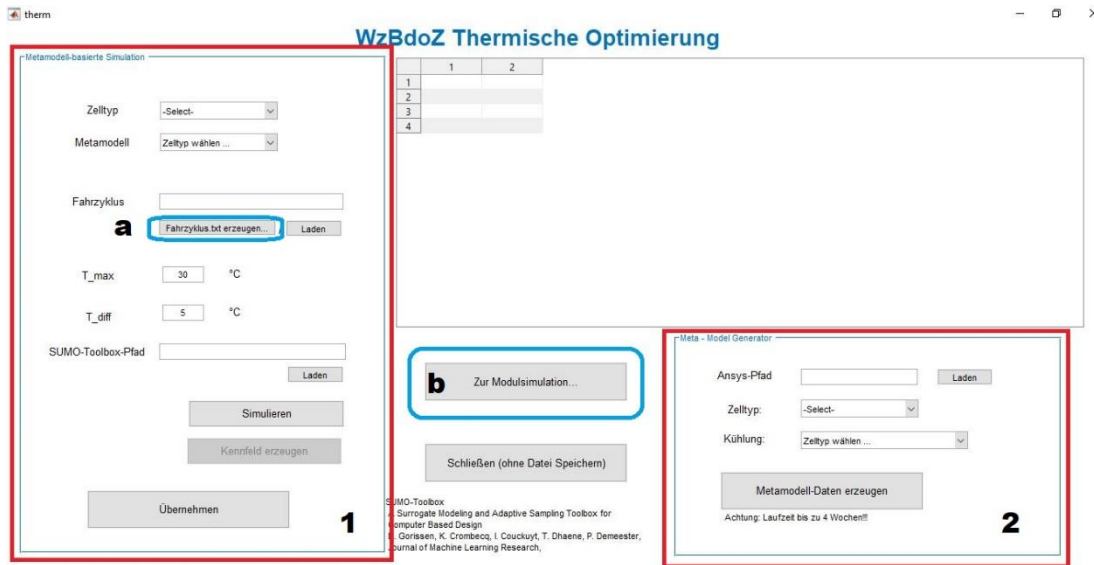 therm
WzBdoZ Thermische Optimierung
Metamodell-basierte Simulation
Zelltyp
-Select-
Metamodell
Zelltyp wählen ...
Fahrzyklus
a
Fahrzyklus.txt erzeugen...
Laden
T_max
30
°C
T_diff
5
°C
SUMO-Toolbox-Pfad
Laden
Simulieren
Kennfeld erzeugen
Übernehmen
1
1 2
1
2
3
4
b
Zur Modulsimulation...
Schließen (ohne Datei Speichern)
SUMO-Toolbox
Surrogate Modeling and Adaptive Sampling Toolbox for
Computer Based Design
Gorissen, K. Crombecq, I. Couckuyt, T. Dhaene, P. Demeester,
Journal of Machine Learning Research,
Meta - Model Generator
Ansys-Pfad
Laden
Zelltyp:
-Select-
Kühlung:
Zelltyp wählen ...
Metamodell-Daten erzeugen
Achtung: Laufzeit bis zu 4 Wochen!!!
2